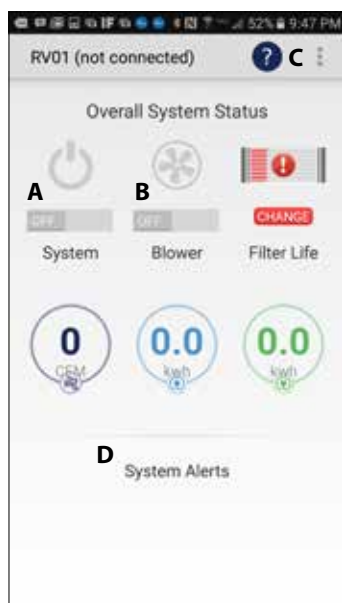 IF 52% 9:47 PM
RV01 (not connected) ? C
Overall System Status
A B
OFF OFF CHANGE
System Blower Filter Life
0 0.0 0.0
CFM kwh kwh
D
System Alerts